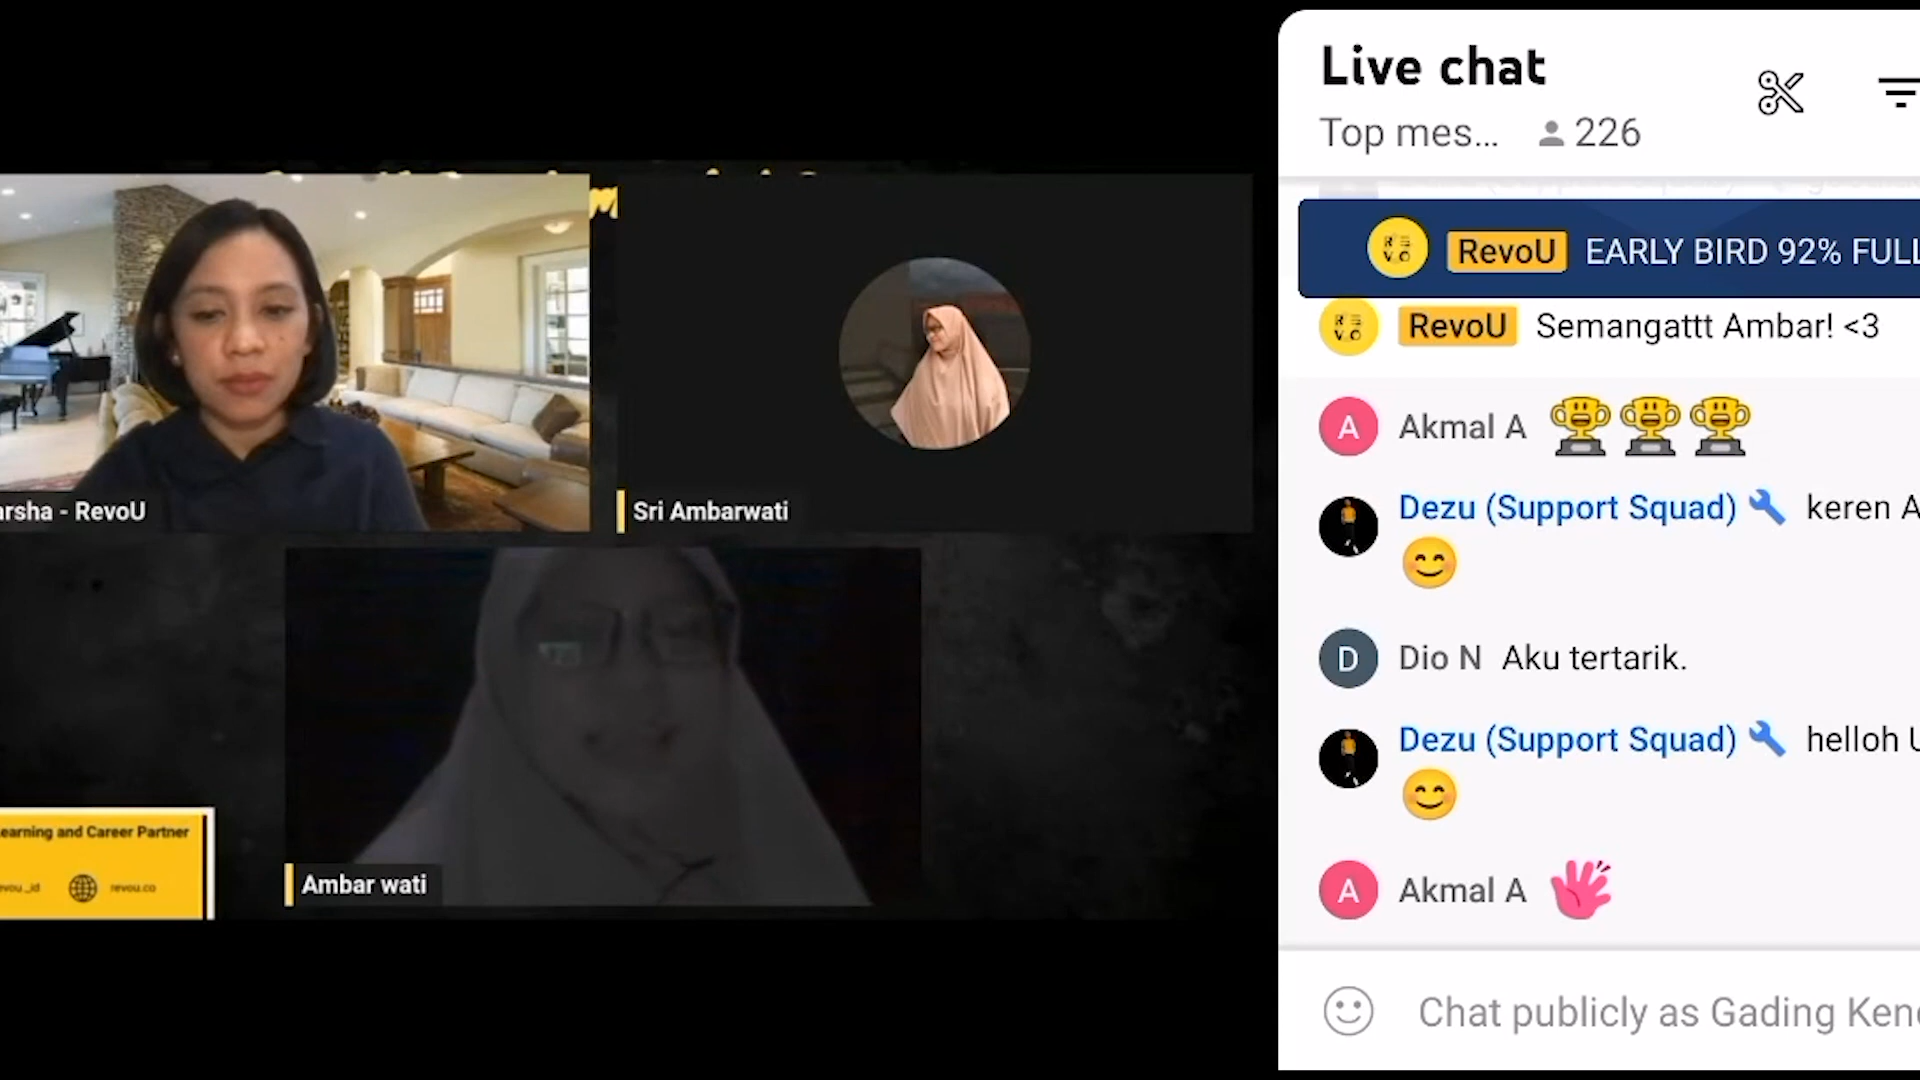 Live chat
Top mes... 226
RevoU EARLY BIRD 92% FULL
RevoU Semangattt Ambar! <3
A Akmal A
Dezu (Support Squad) keren A
D Dio N Aku tertarik.
Dezu (Support Squad) helloh U
A Akmal A
Chat publicly as Gading Ken
arsha - RevoU
Sri Ambarwati
Ambar wati
earning and Career Partner
evou_id revou.co